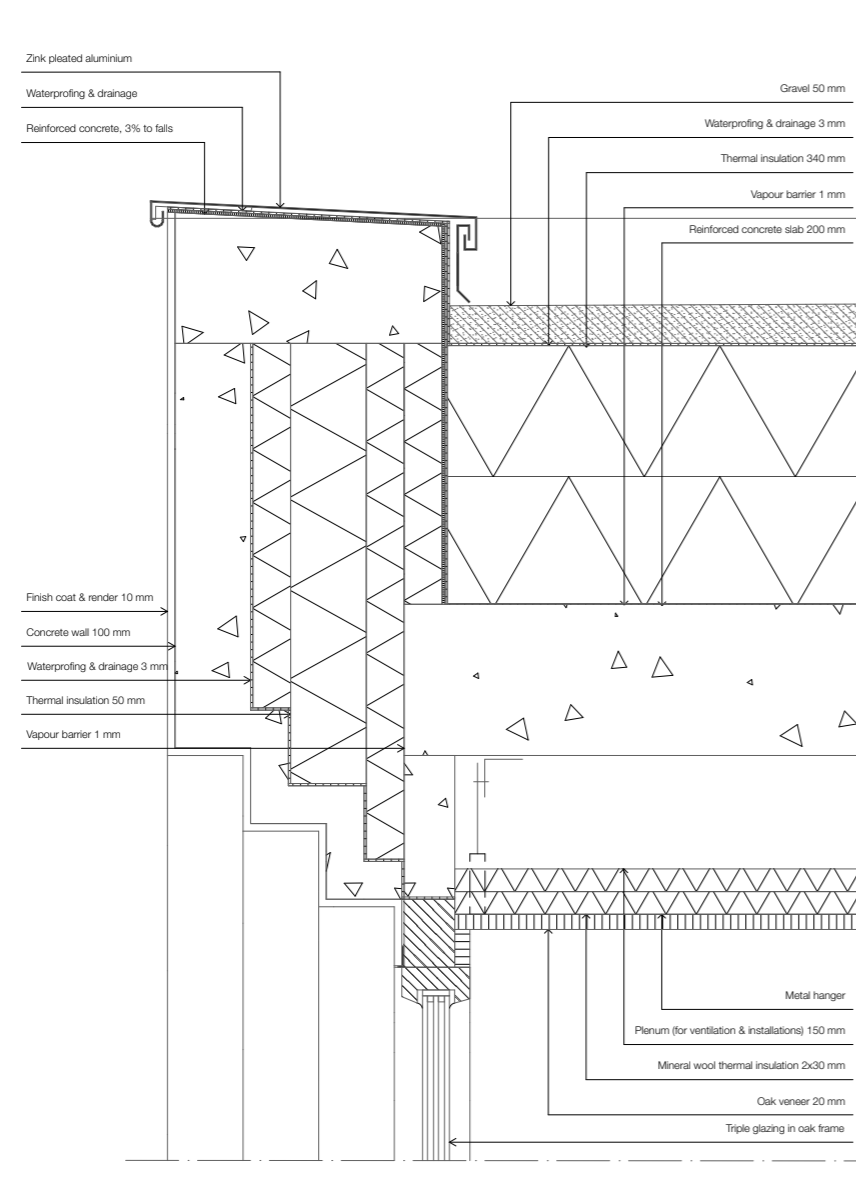 Zink pleated aluminium
Waterprofing & drainage
Reinforced concrete, 3% to falls
Gravel 50 mm
Waterprofing & drainage 3 mm
Thermal insulation 340 mm
Vapour barrier 1 mm
Reinforced concrete slab 200 mm
Finish coat & render 10 mm
Concrete wall 100 mm
Waterprofing & drainage 3 mm
Thermal insulation 50 mm
Vapour barrier 1 mm
Metal hanger
Plenum (for ventilation & installations) 150 mm
Mineral wool thermal insulation 2x30 mm
Oak veneer 20 mm
Triple glazing in oak frame